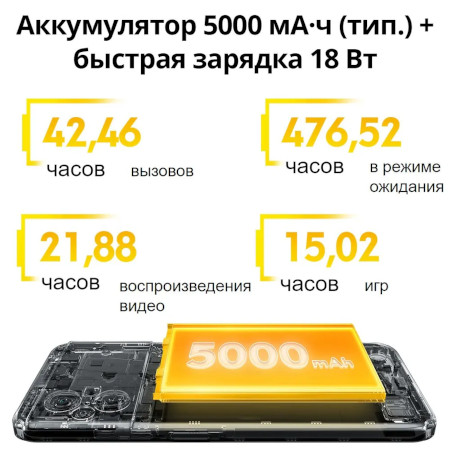 Аккумулятор 5000 мА·ч (тип.) +
быстрая зарядка 18 Вт
42,46
часов вызовов
476,52
часов в режиме
ожидания
21,88
часов воспроизведения
видео
15,02
часов игр
5000 mAh